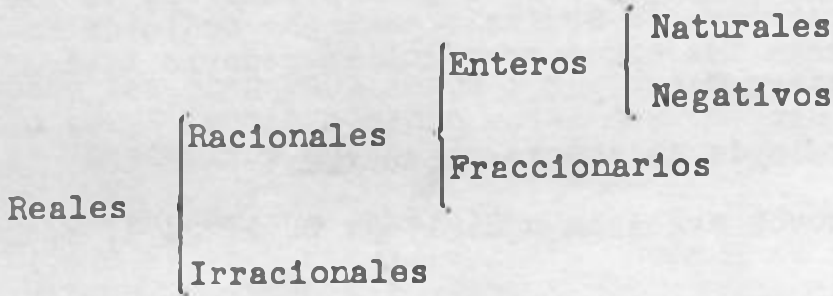 Naturales
Enteros
Negativos
Racionales
Fraccionarios
Reales
Irracionales